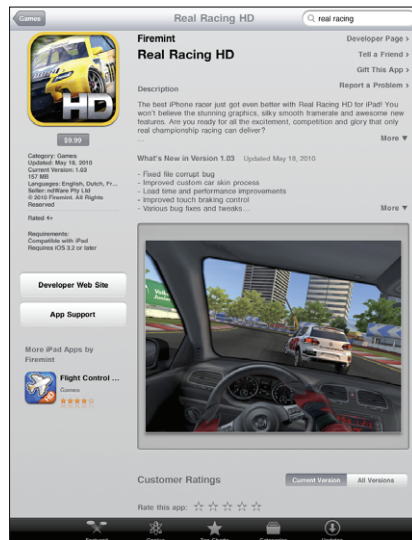 Games
Real Racing HD
real racing
Firemint
Real Racing HD
Developer Page >
Tell a Friend >
Gift This App >
Report a Problem >
HD
$9.99
Category: Games
Updated: May 18, 2010
Current Version: 1.03
157 MB
Languages: English, Dutch, Fr...
Seller: ndWare Pty Ltd
© 2010 Firemint. All Rights
Reserved
Rated 4+
Requirements:
Compatible with iPad
Requires iOS 3.2 or later
Developer Web Site
App Support
More iPad Apps by
Firemint
HD
Flight Control ...
Games
Description
The best iPhone racer just got even better with Real Racing HD for iPad! You
won't believe the stunning graphics, silky smooth framerate and awesome new
features. Are you ready for all the excitement, competition and glory that only
real championship racing can deliver?
...
More ▼
What's New in Version 1.03 Updated May 18, 2010
- Fixed file corrupt bug
- Improved custom car skin process
- Load time and performance improvements
- Improved touch braking control
- Various bug fixes and tweaks...
More ▼
Customer Ratings
Current Version
All Versions
Rate this app: